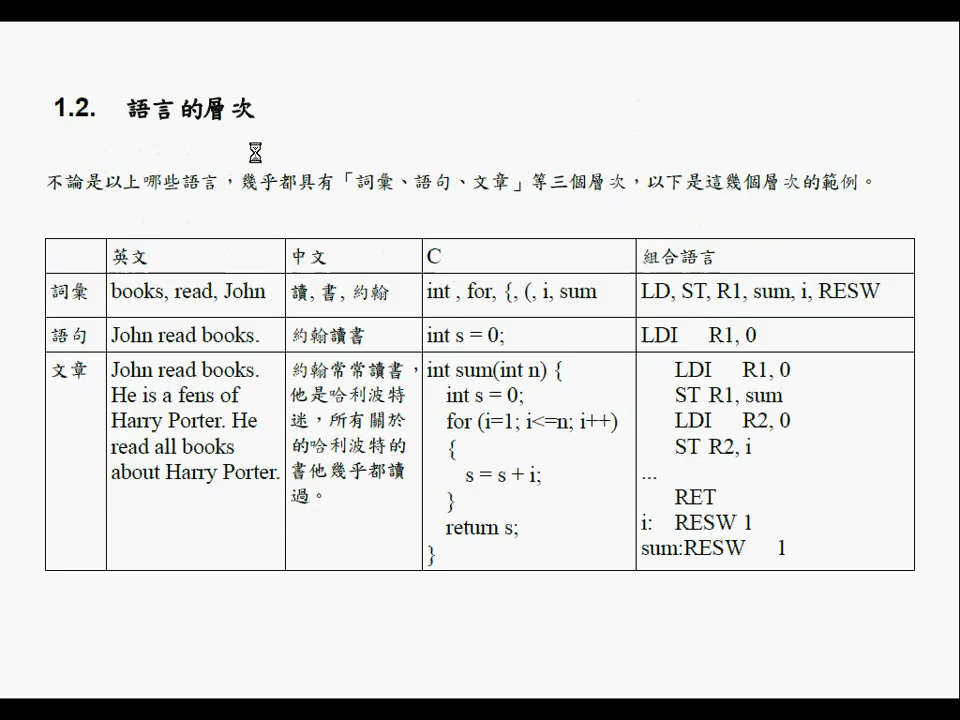 1.2. 語言的層次
不論是以上哪些語言，幾乎都具有「詞彙、語句、文章」等三個層次，以下是這幾個層次的範例。
英文 中文 C 組合語言
詞彙 books, read, John 讀, 書, 約翰 int , for, {, (, i, sum LD, ST, R1, sum, i, RESW
語句 John read books. 約翰讀書 int s = 0; LDI R1, 0
文章
John read books.
He is a fens of
Harry Porter. He
read all books
about Harry Porter.
約翰常常讀書，
他是哈利波特
迷，所有關於
的哈利波特的
書他幾乎都讀
過。
int sum(int n) {
int s = 0;
for (i=1; i<=n; i++)
{
s = s + i;
}
return s;
}
LDI R1, 0
ST R1, sum
LDI R2, 0
ST R2, i
...
RET
i: RESW 1
sum:RESW 1